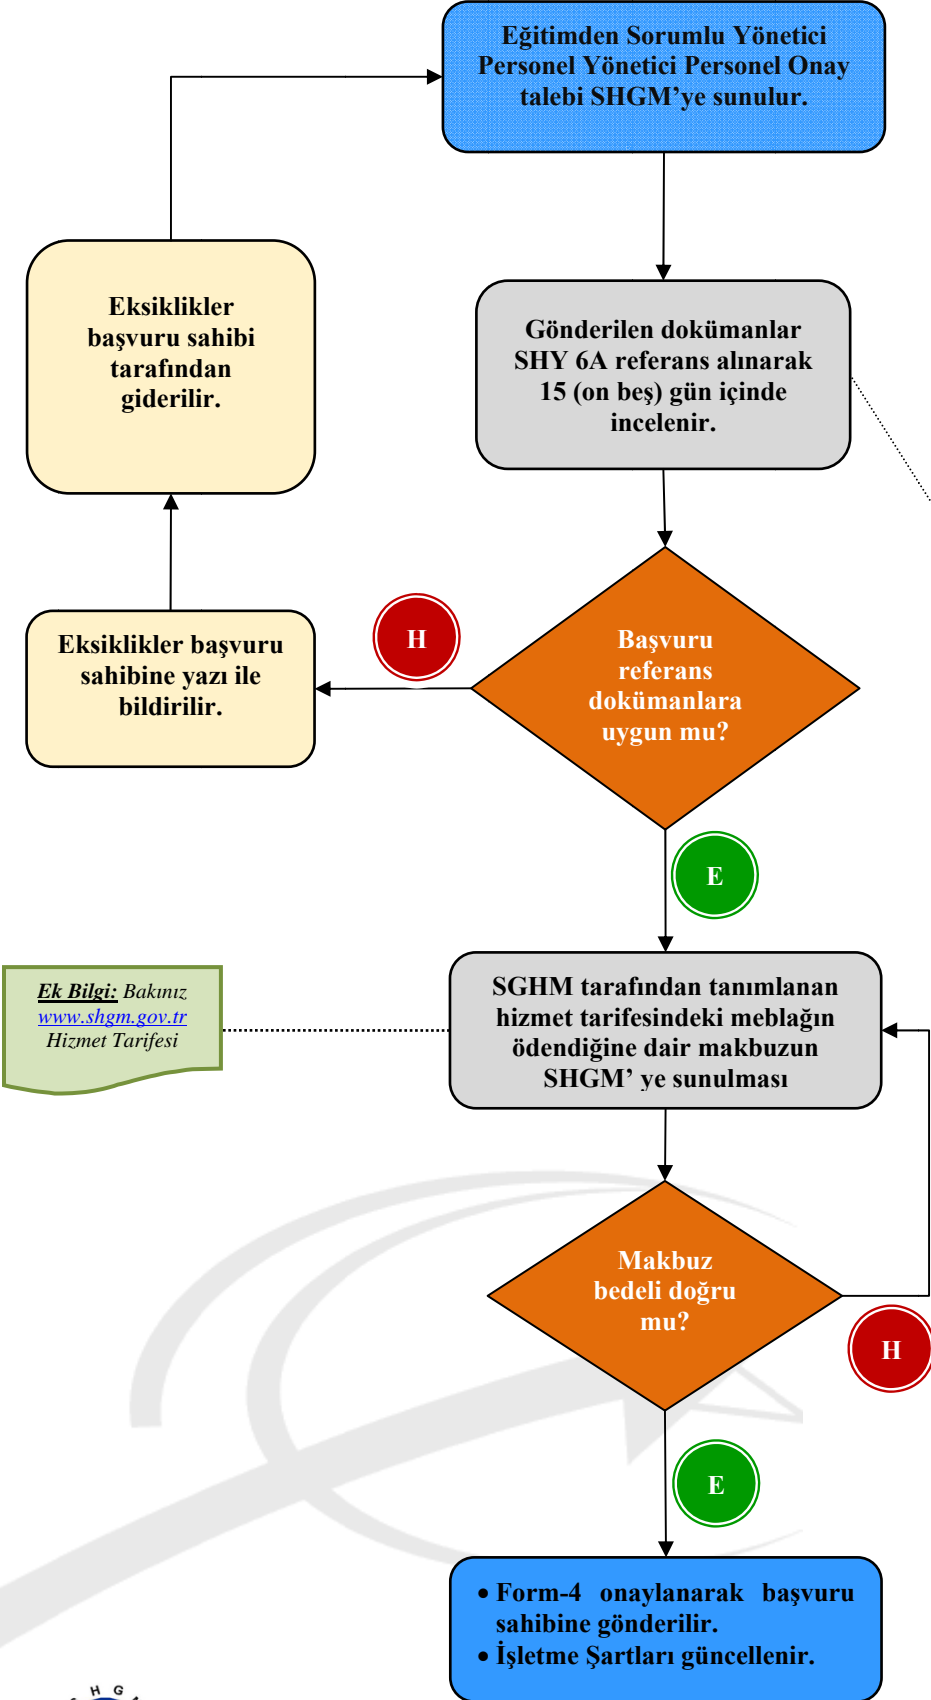 Eğitimden Sorumlu Yönetici
Personel Yönetici Personel Onay
talebi SHGM’ye sunulur.
Eksiklikler
başvuru sahibi
tarafından
giderilir.
Gönderilen dokümanlar
SHY 6A referans alınarak
15 (on beş) gün içinde
incelenir.
Eksiklikler başvuru
sahibine yazı ile
bildirilir.
H
Başvuru
referans
dokümanlara
uygun mu?
E
Ek Bilgi: Bakınız
www.shgm.gov.tr
Hizmet Tarifesi
SGHM tarafından tanımlanan
hizmet tarifesindeki meblağın
ödendiğine dair makbuzun
SHGM’ ye sunulması
Makbuz
bedeli doğru
mu?
H
E
• Form-4 onaylanarak başvuru
sahibine gönderilir.
• İşletme Şartları güncellenir.
H G